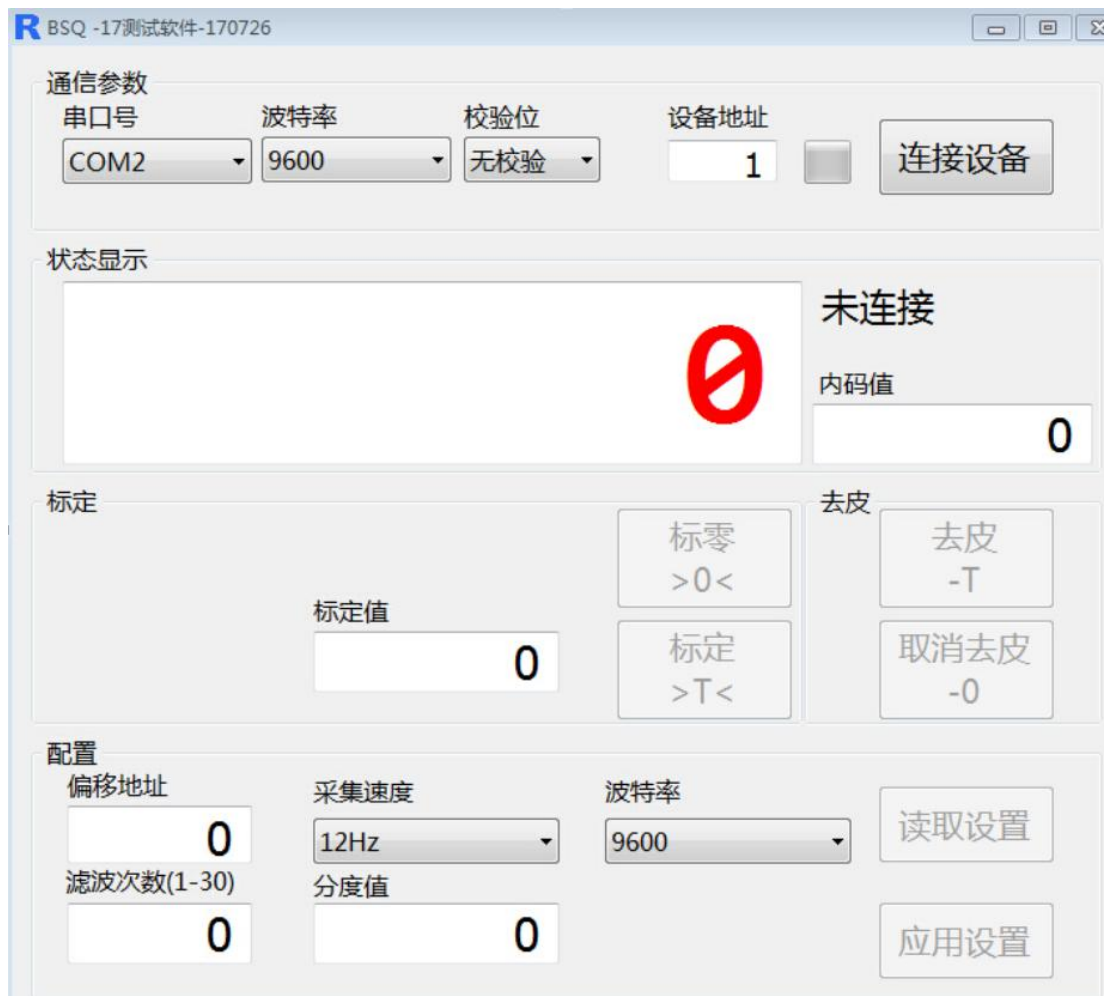 R BSQ -17测试软件-170726
通信参数
串口号 波特率 校验位 设备地址
COM2 9600 无校验 1 连接设备
状态显示
0
未连接
内码值
0
标定
标零
>0<
标定值
0
标定
>T<
去皮
去皮
-T
取消去皮
-0
配置
偏移地址 采集速度 波特率
0 12Hz 9600 读取设置
滤波次数(1-30) 分度值
0 0 应用设置